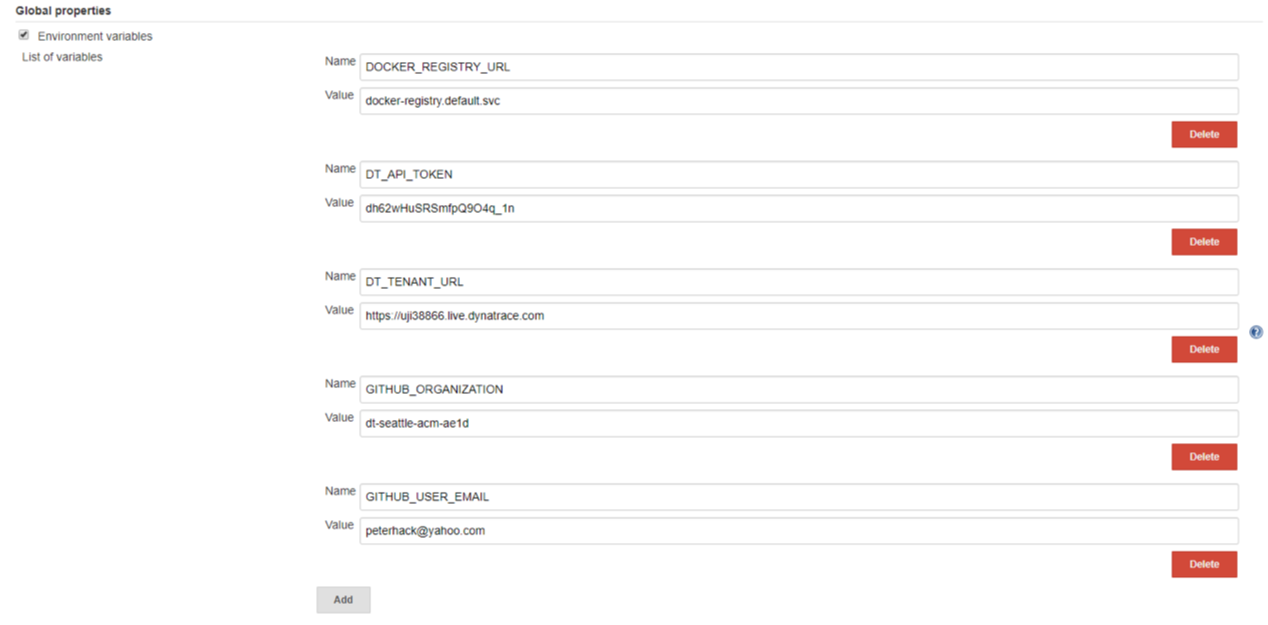 Global properties
Environment variables
List of variables
Name DOCKER_REGISTRY_URL
Value docker-registry.default.svc
Delete
Name DT_API_TOKEN
Value dh62wHuSRSmfpQ9O4q_1n
Delete
Name DT_TENANT_URL
Value https://uji38866.live.dynatrace.com
Delete
Name GITHUB_ORGANIZATION
Value dt-seattle-acm-ae1d
Delete
Name GITHUB_USER_EMAIL
Value peterhack@yahoo.com
Delete
Add